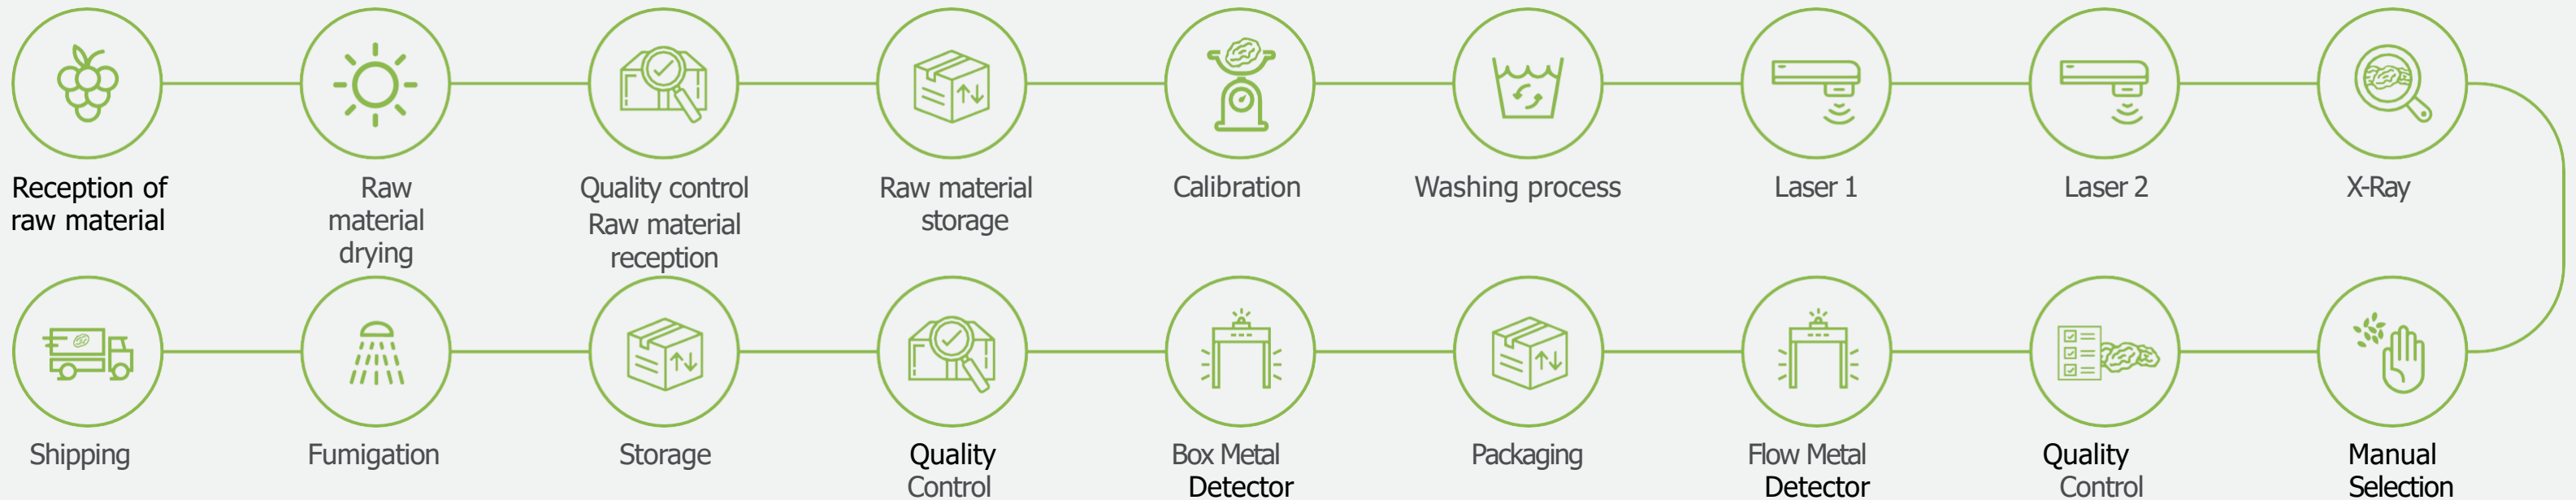 Reception of
raw material
Raw
material
drying
Quality control
Raw material
reception
Raw material
storage
Calibration
Washing process
Laser 1
Laser 2
X-Ray
Shipping
Fumigation
Storage
Quality
Control
Box Metal
Detector
Packaging
Flow Metal
Detector
Quality
Control
Manual
Selection